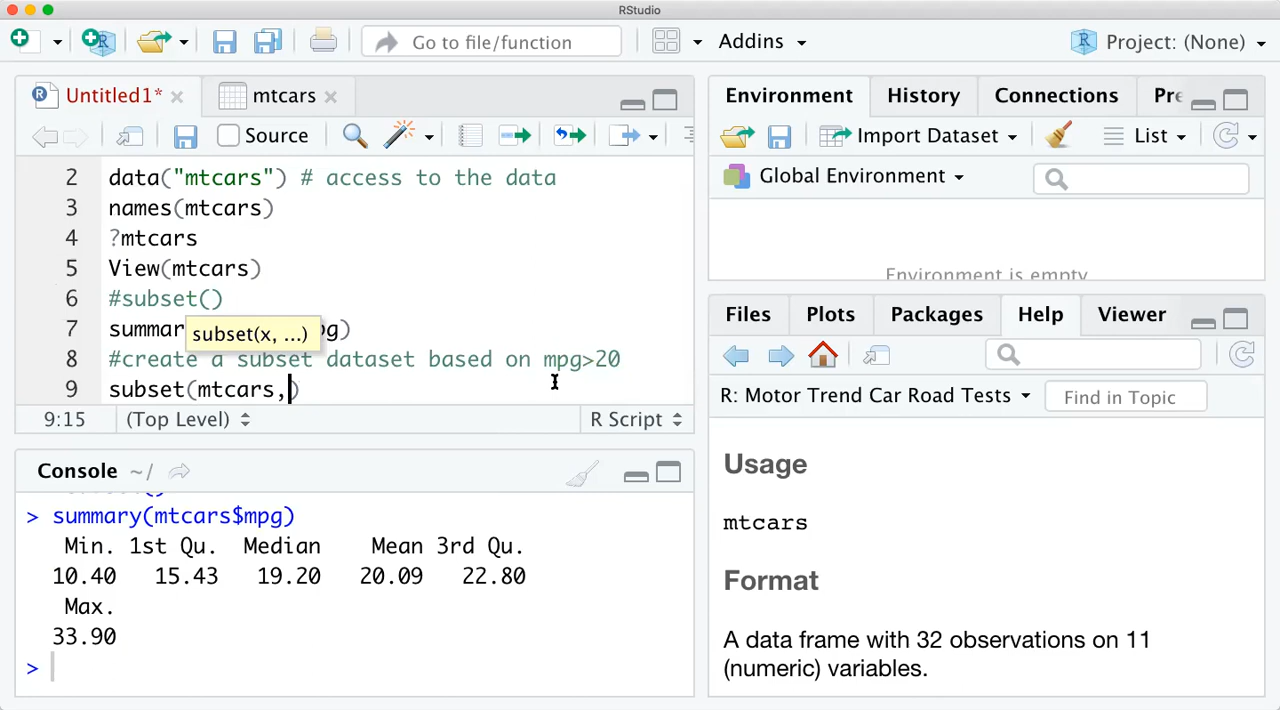 RStudio
Go to file/function
Addins
Project: (None)
Untitled1*
mtcars
Source
2 data("mtcars") # access to the data
3 names(mtcars)
4 ?mtcars
5 View(mtcars)
6 #subset()
7 summar pg)
subset(x, ...)
8 #create a subset dataset based on mpg>20
9 subset(mtcars,)
9:15 (Top Level) R Script
Console ~/
> summary(mtcars$mpg)
Min. 1st Qu. Median Mean 3rd Qu.
10.40 15.43 19.20 20.09 22.80
Max.
33.90
>
Environment History Connections Pr
Import Dataset List
Global Environment
Environment is empty
Files Plots Packages Help Viewer
R: Motor Trend Car Road Tests Find in Topic
Usage
mtcars
Format
A data frame with 32 observations on 11
(numeric) variables.